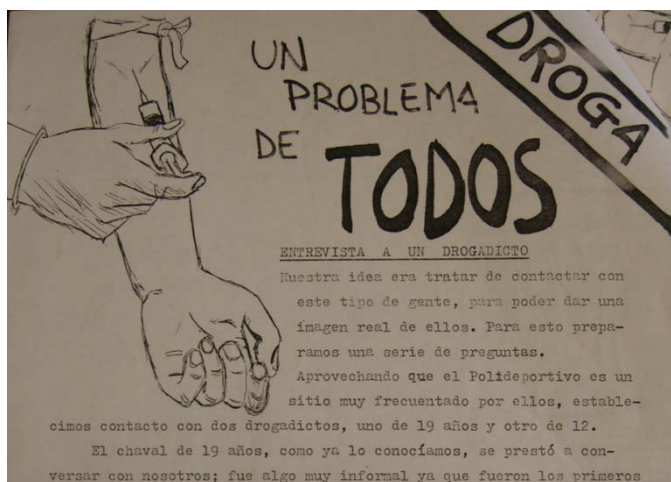 UN
PROBLEMA
DE TODOS
DROGA
ENTREVISTA A UN DROGADICTO
Nuestra idea era tratar de contactar con
este tipo de gente, para poder dar una
imagen real de ellos. Para esto prepa-
ramos una serie de preguntas.
Aprovechando que el Polideportivo es un
sitio muy frecuentado por ellos, estable-
cimos contacto con dos drogadictos, uno de 19 años y otro de 12.
El chaval de 19 años, como ya lo conocíamos, se prestó a con-
versar con nosotros; fue algo muy informal ya que fueron los primeros